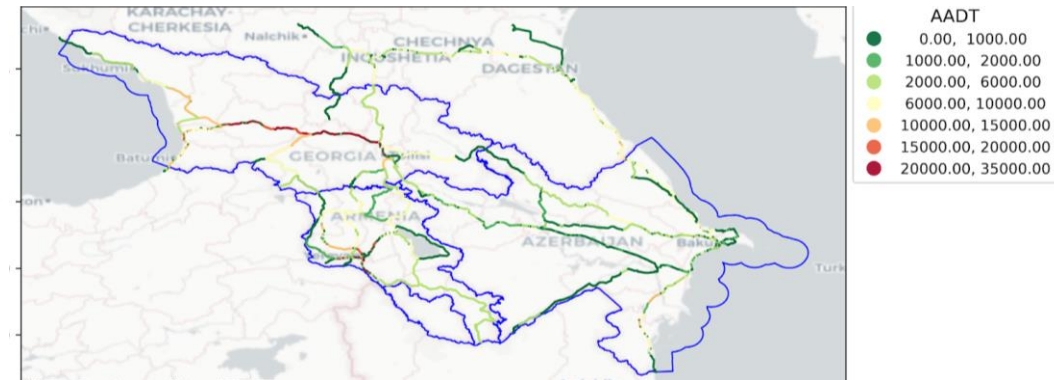 KARACHAY-
CHERKESIA
Nalchik
CHECHNYA
INGUSHETIA
DAGESTAN
Sukhumi
GEORGIA
Tbilisi
Batumi
ARMENIA
AZERBAIJAN
Baku
AADT
0.00, 1000.00
1000.00, 2000.00
2000.00, 6000.00
6000.00, 10000.00
10000.00, 15000.00
15000.00, 20000.00
20000.00, 35000.00